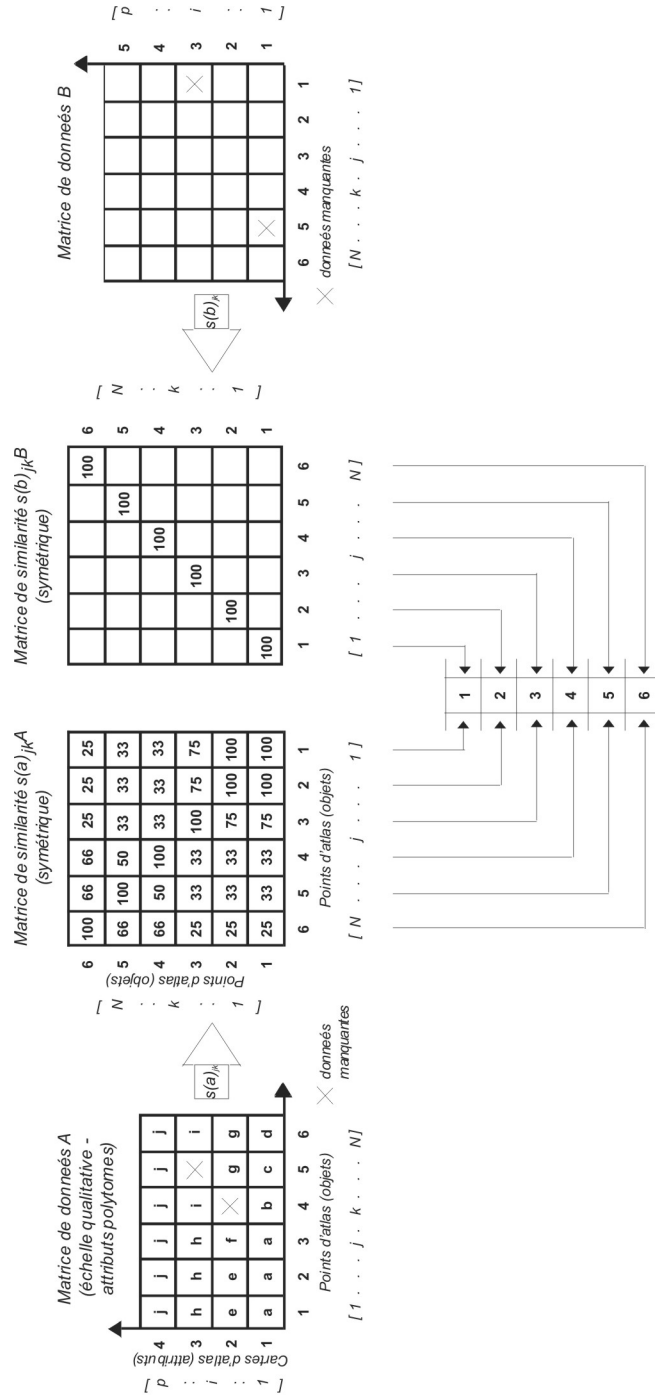 Matrice de donneés A
(échelle qualitative -
attributs polytomes)
4 j j j j j j
3 h h h i i
2 e e f g g
1 a a a b c d
1 2 3 4 5 6
Cartes d'atlas (attributs)
[ 1 . . i . . p ]
Points d'atlas (objets)
[ 1 . . . j . k . . . N ]
donneés
manquantes
s(a)jk
Matrice de similarité s(a)jkA
(symétrique)
6 100 66 66 25 25 25
5 66 100 50 33 33 33
4 66 50 100 33 33 33
3 25 33 33 100 75 75
2 25 33 33 75 100 100
1 25 33 33 75 100 100
6 5 4 3 2 1
Points d'atlas (objets)
[ 1 . . k . . N ]
Points d'atlas (objets)
[ N . . . j . . . 1 ]
Matrice de similarité s(b)jkB
(symétrique)
100 6
100 5
100 4
100 3
100 2
100 1
1 2 3 4 5 6
[ 1 . . k . . N ]
[ 1 . . . j . . . N ]
s(b)jk
Matrice de donneés B
5
4
3
2
1
6 5 4 3 2 1
[ 1 . . i . . p ]
donneés manquantes
[ N . . . k . j . . . 1 ]
1
2
3
4
5
6